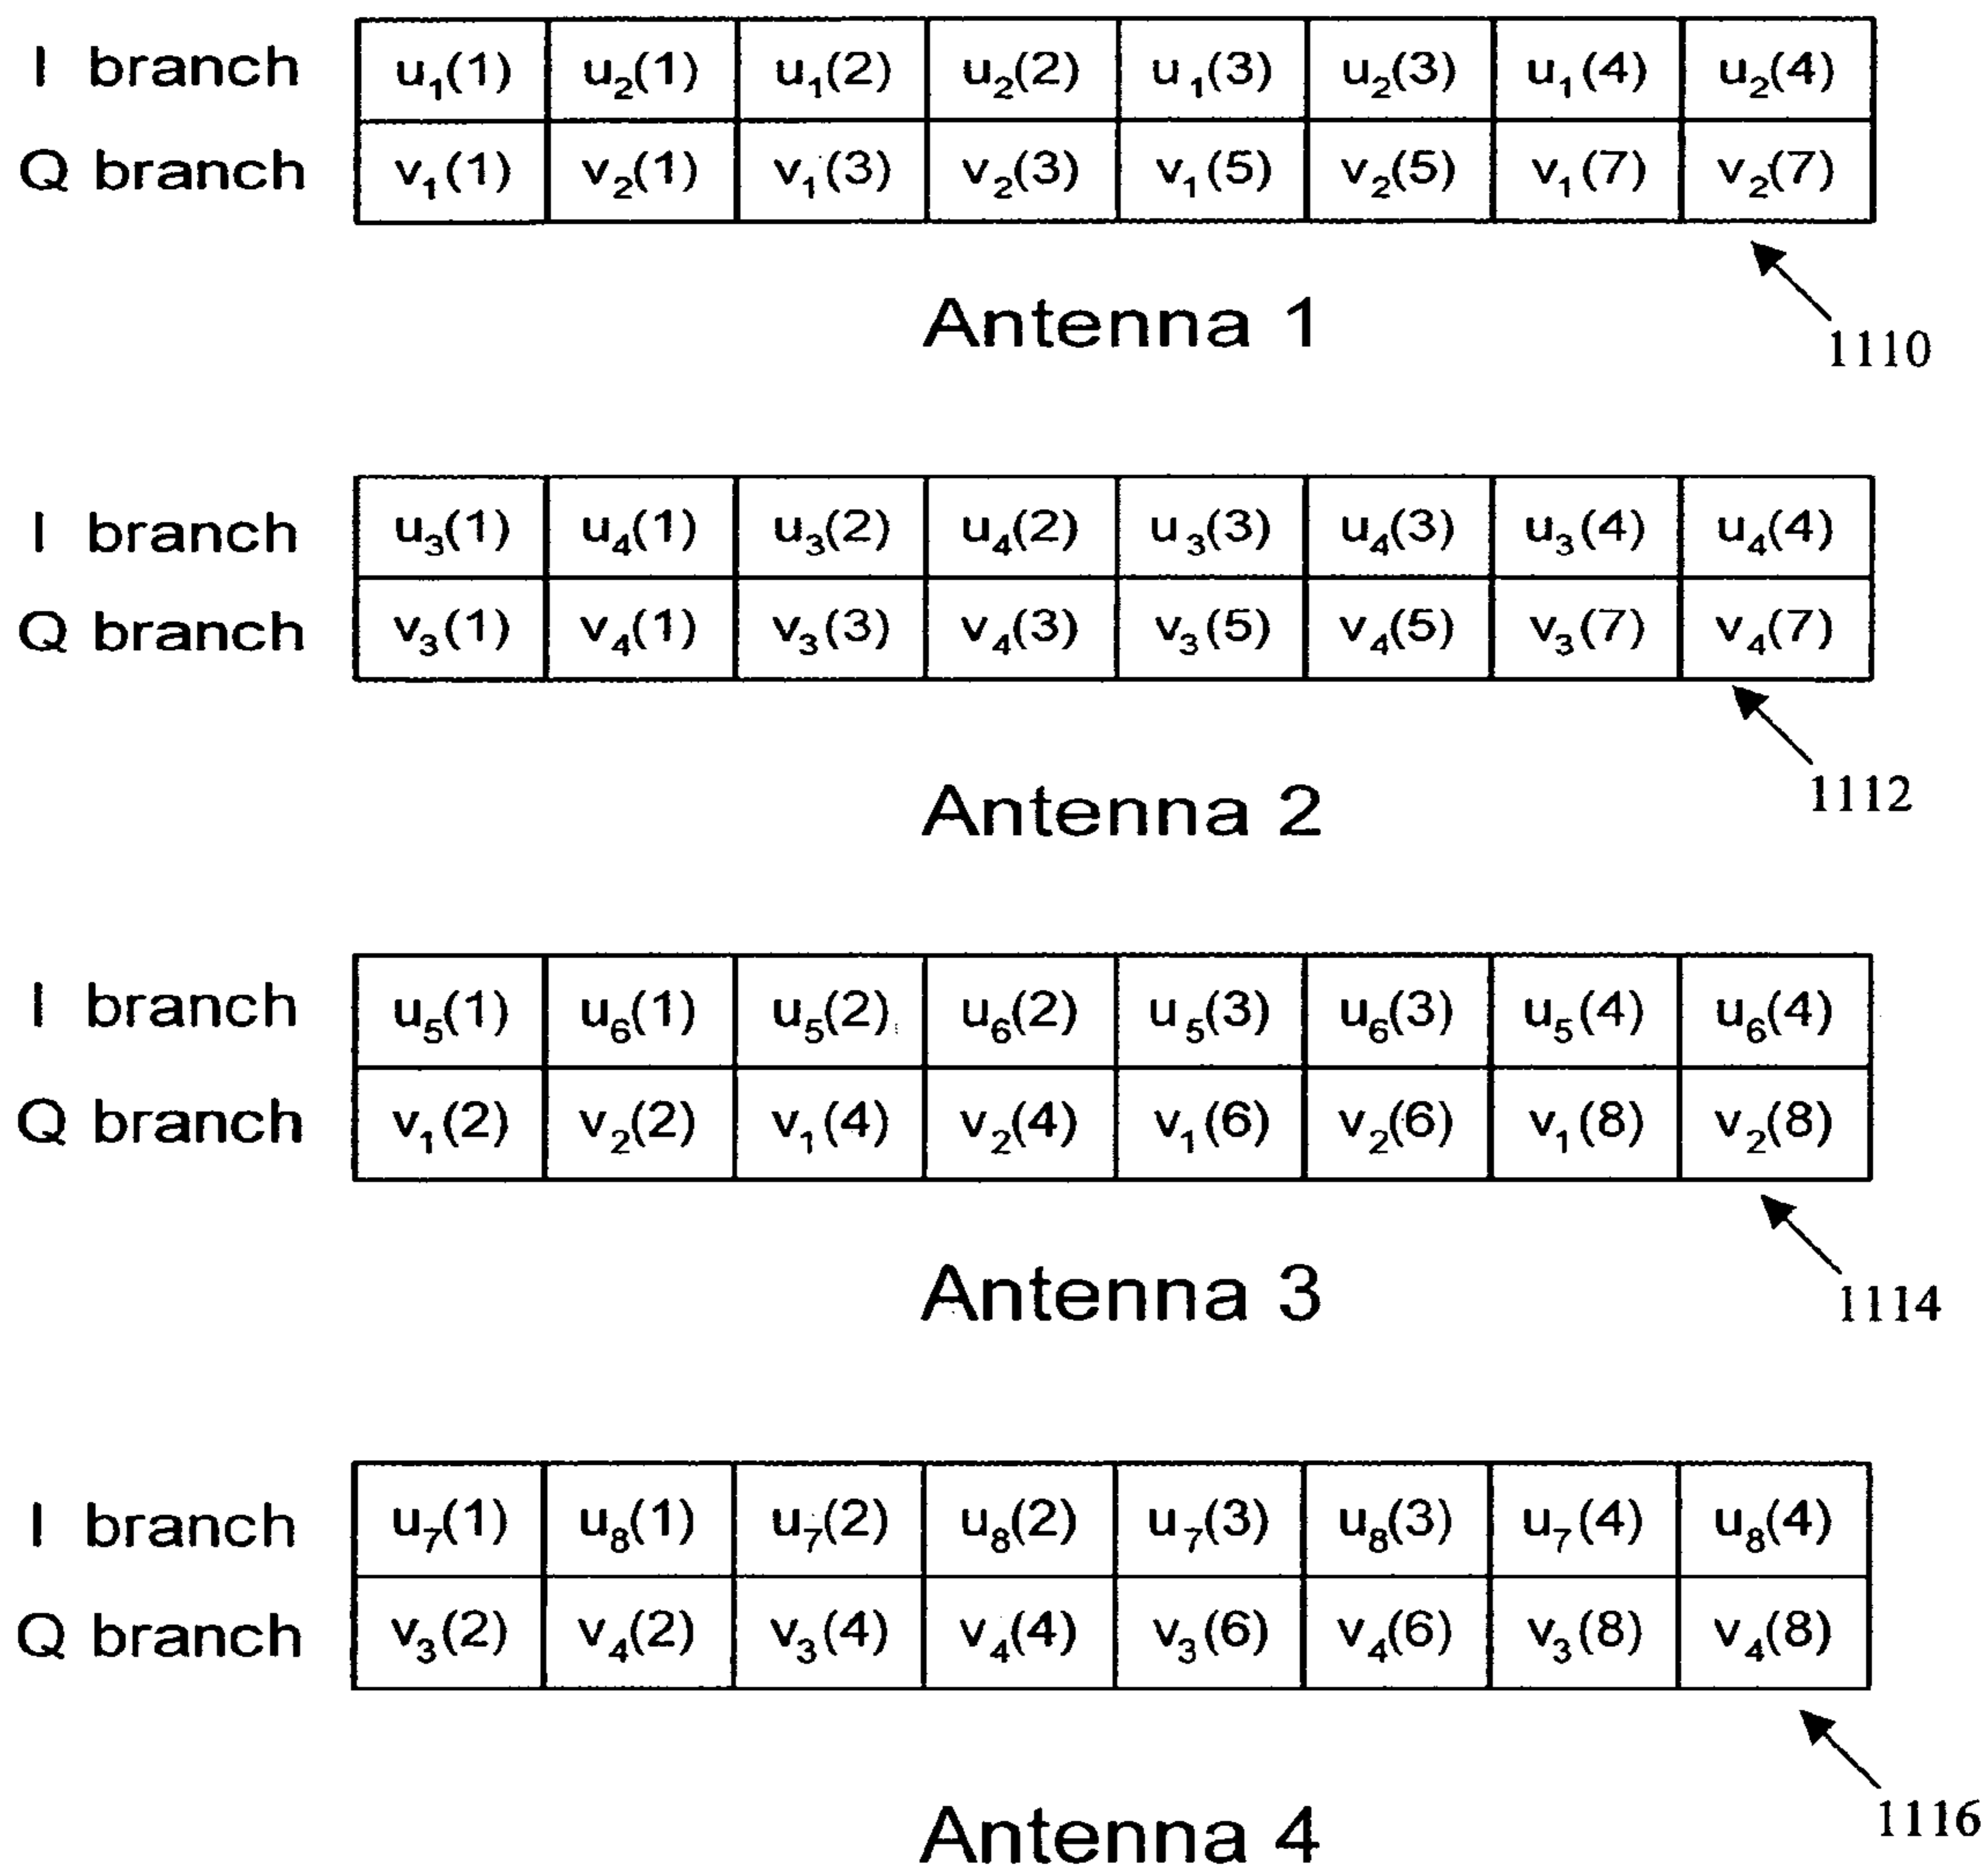 I branch u₁(1) u₂(1) u₁(2) u₂(2) u₁(3) u₂(3) u₁(4) u₂(4)
Q branch v₁(1) v₂(1) v₁(3) v₂(3) v₁(5) v₂(5) v₁(7) v₂(7)
Antenna 1
1110
I branch u₃(1) u₄(1) u₃(2) u₄(2) u₃(3) u₄(3) u₃(4) u₄(4)
Q branch v₃(1) v₄(1) v₃(3) v₄(3) v₃(5) v₄(5) v₃(7) v₄(7)
Antenna 2
1112
I branch u₅(1) u₆(1) u₅(2) u₆(2) u₅(3) u₆(3) u₅(4) u₆(4)
Q branch v₁(2) v₂(2) v₁(4) v₂(4) v₁(6) v₂(6) v₁(8) v₂(8)
Antenna 3
1114
I branch u₇(1) u₈(1) u₇(2) u₈(2) u₇(3) u₈(3) u₇(4) u₈(4)
Q branch v₃(2) v₄(2) v₃(4) v₄(4) v₃(6) v₄(6) v₃(8) v₄(8)
Antenna 4
1116